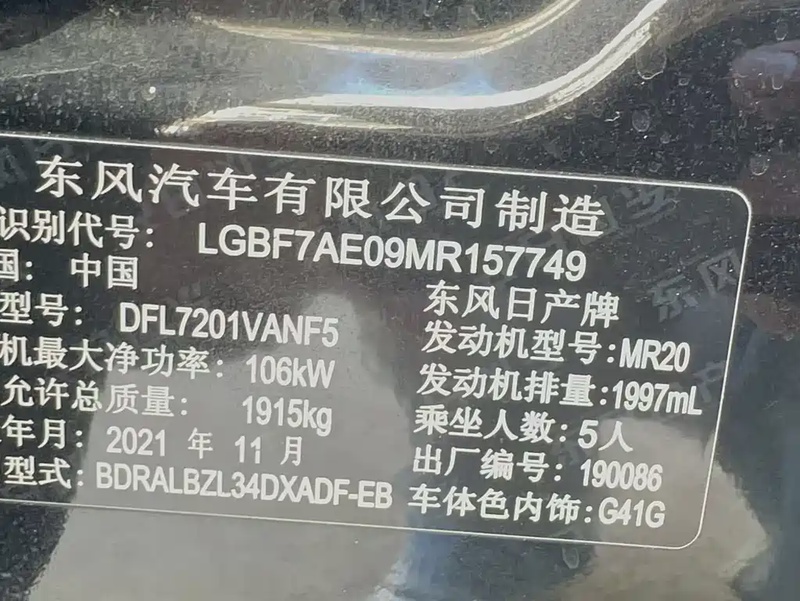 东风汽车有限公司制造
识别代号： LGBF7AE09MR157749
国： 中国
东风日产牌
型号： DFL7201VANF5
发动机型号：MR20
机最大净功率： 106kW
发动机排量：1997mL
允许总质量： 1915kg
乘坐人数：5人
年月： 2021 年 11 月
出厂编号：190086
型式：BDRALBZL34DXADF-EB
车体色内饰：G41G